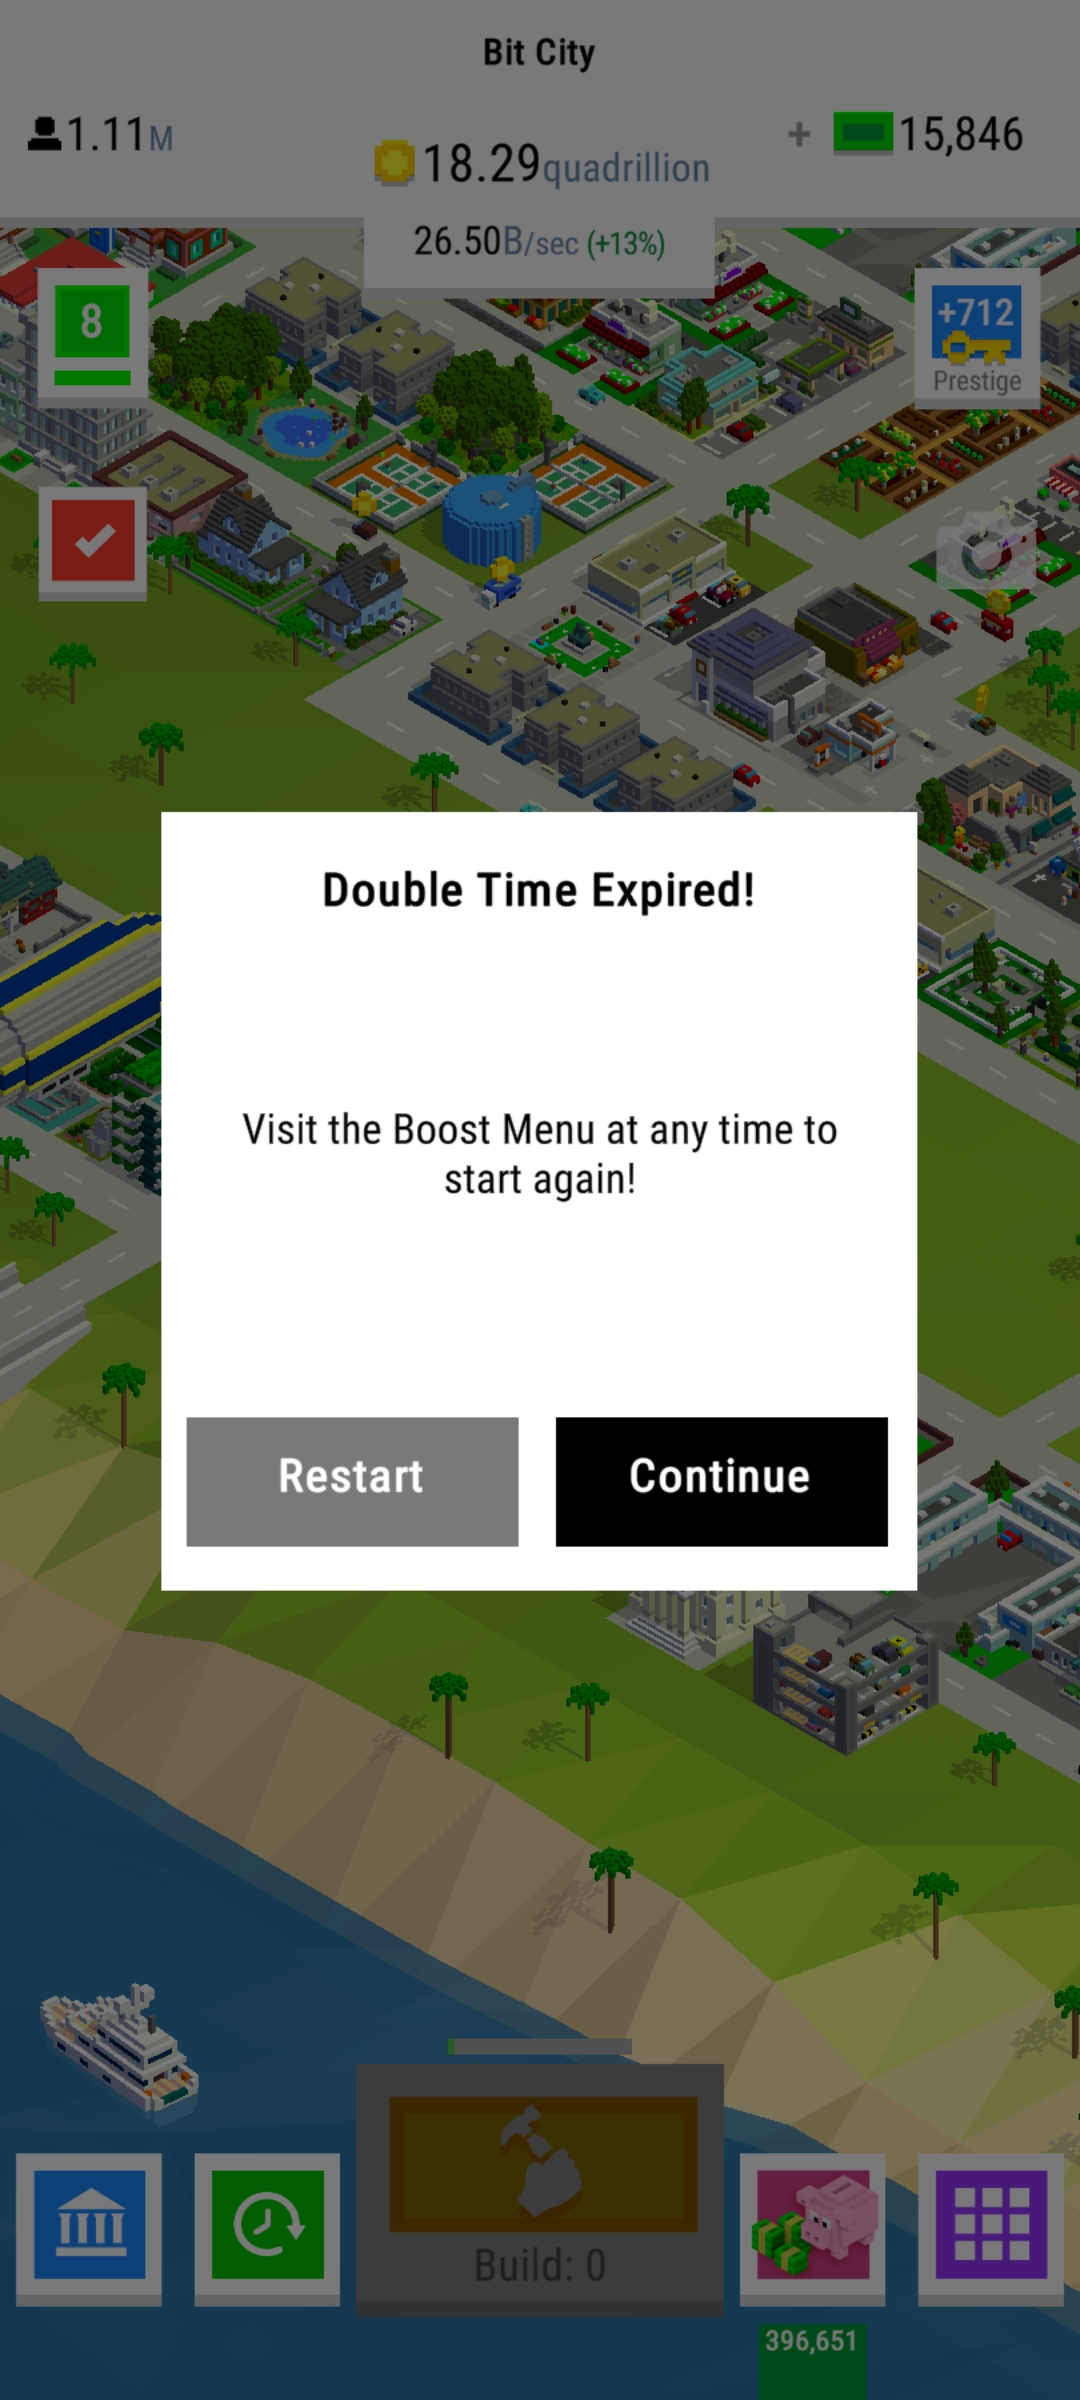 Bit City
1.11M
18.29quadrillion
+ 15,846
26.50B/sec (+13%)
8
+712
Prestige
Double Time Expired!
Visit the Boost Menu at any time to
start again!
Restart
Continue
Build: 0
396,651